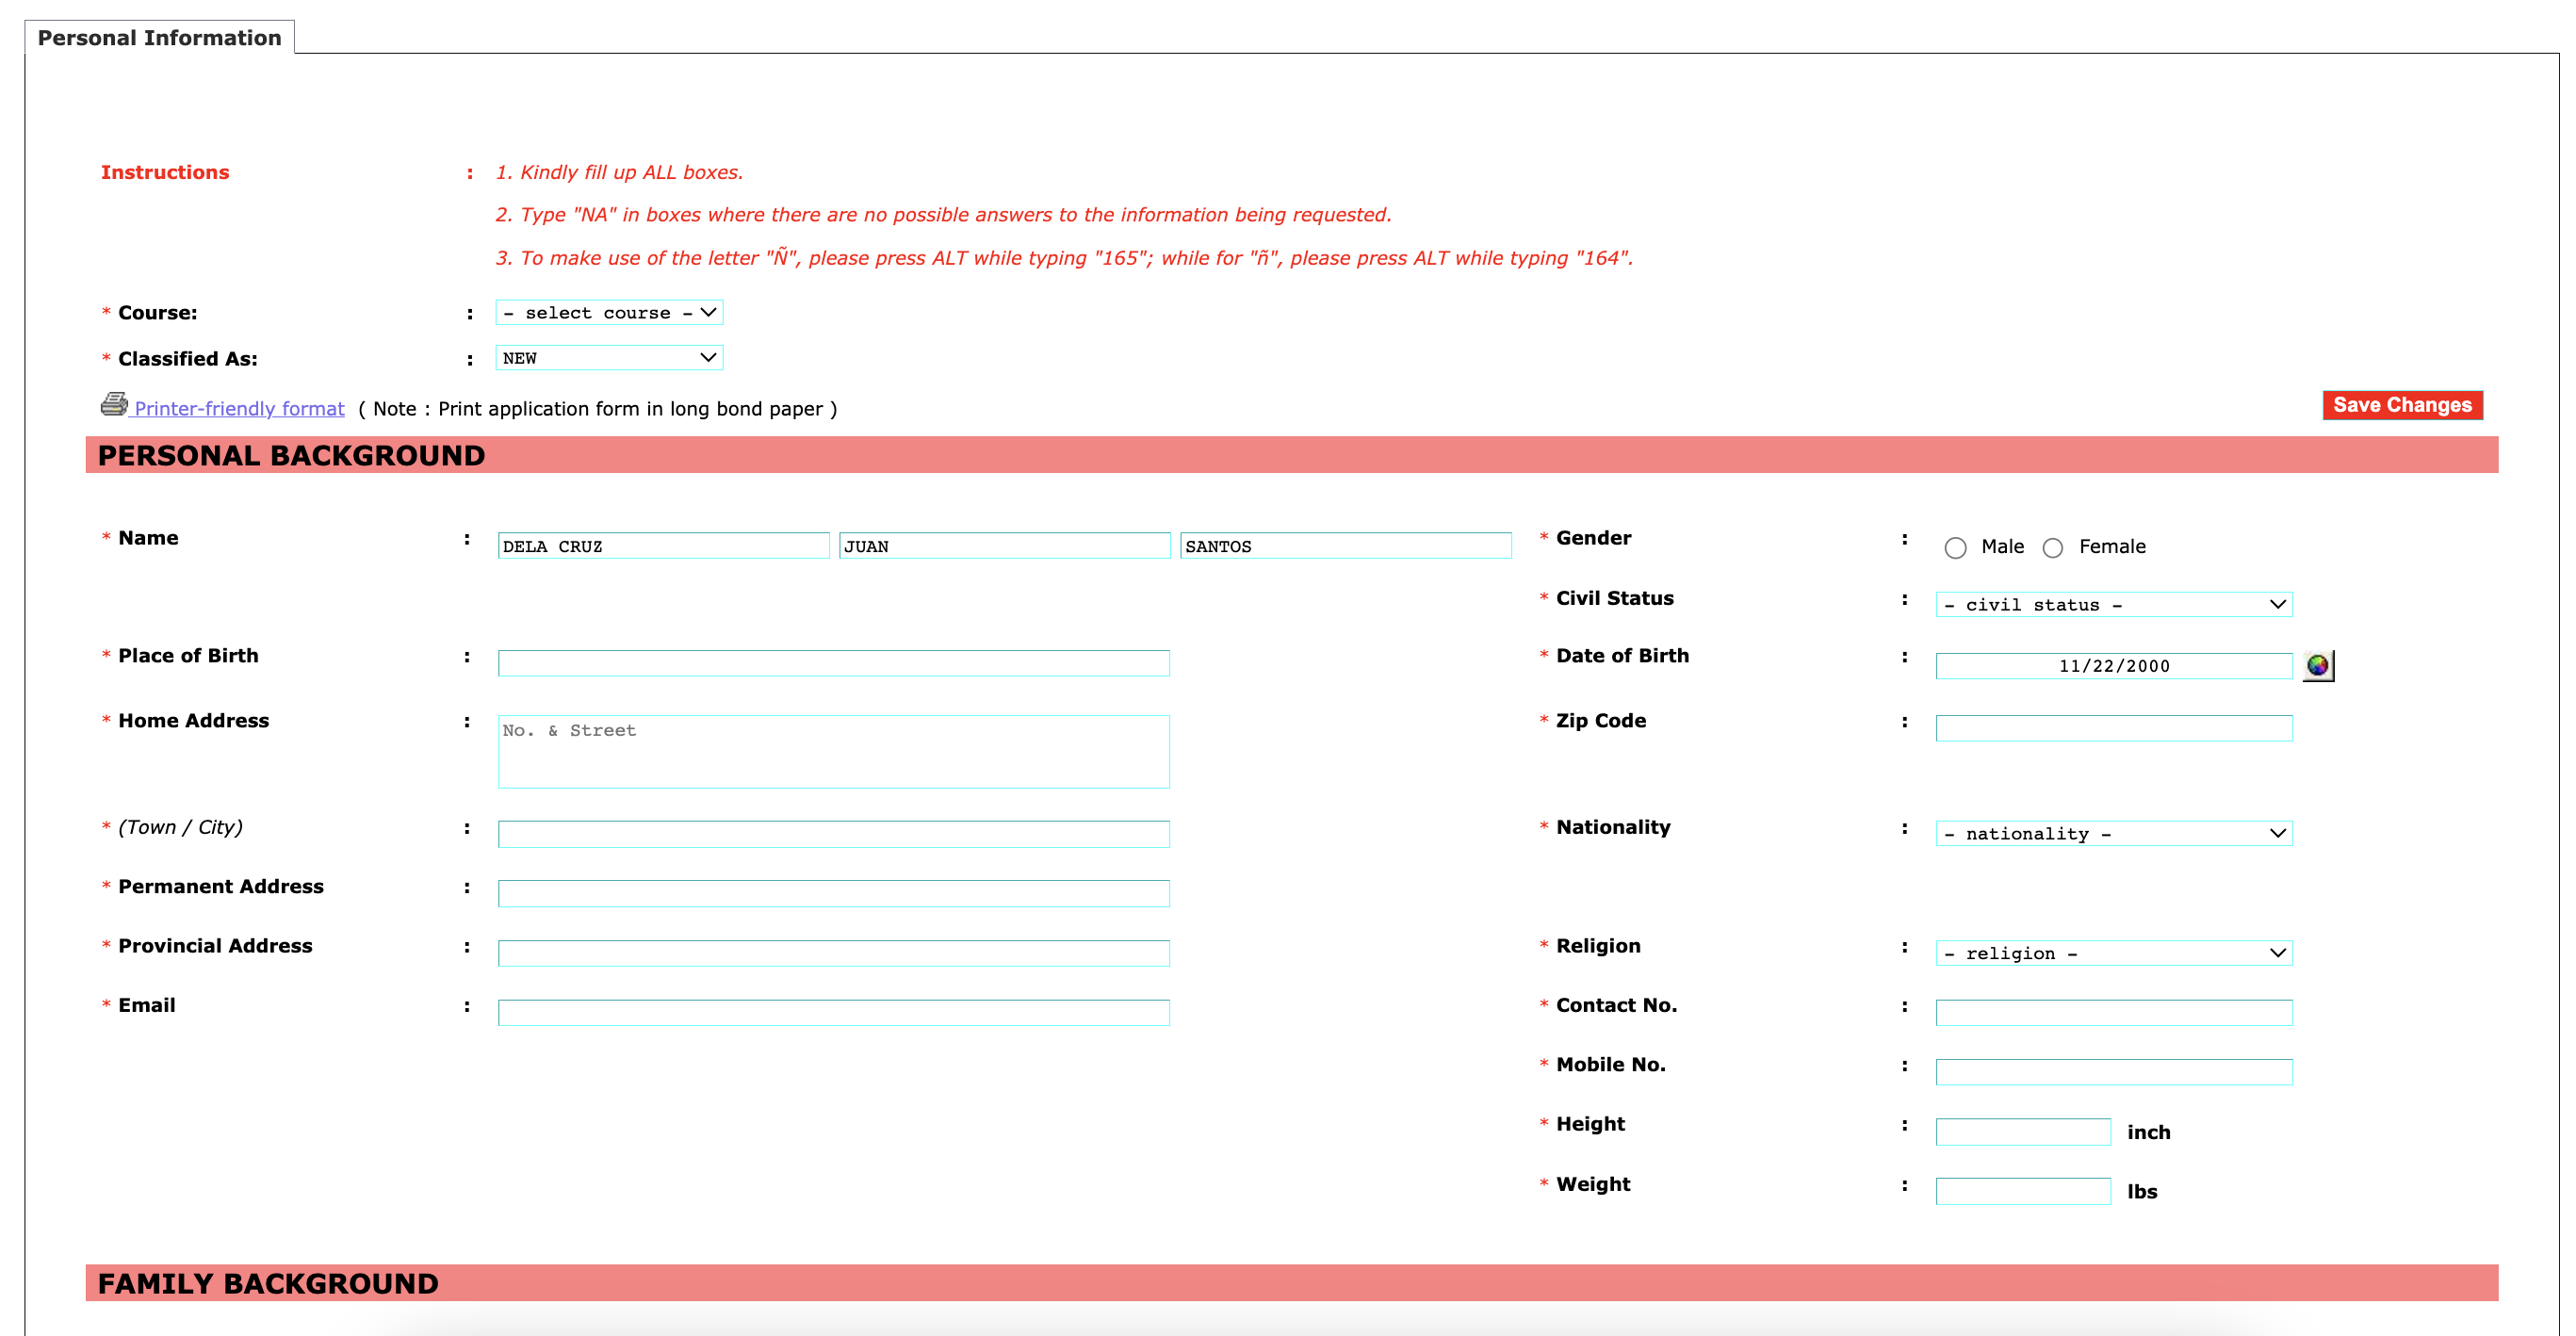 Personal Information
Instructions : 1. Kindly fill up ALL boxes.
2. Type "NA" in boxes where there are no possible answers to the information being requested.
3. To make use of the letter "Ñ", please press ALT while typing "165"; while for "ñ", please press ALT while typing "164".
* Course: : - select course -
* Classified As: : NEW
Printer-friendly format ( Note : Print application form in long bond paper ) Save Changes
PERSONAL BACKGROUND
* Name : DELA CRUZ JUAN SANTOS * Gender : Male Female
* Civil Status : - civil status -
* Place of Birth : * Date of Birth : 11/22/2000
* Home Address : No. & Street * Zip Code :
* (Town / City) : * Nationality : - nationality -
* Permanent Address :
* Provincial Address : * Religion : - religion -
* Email : * Contact No. :
* Mobile No. :
* Height : inch
* Weight : lbs
FAMILY BACKGROUND